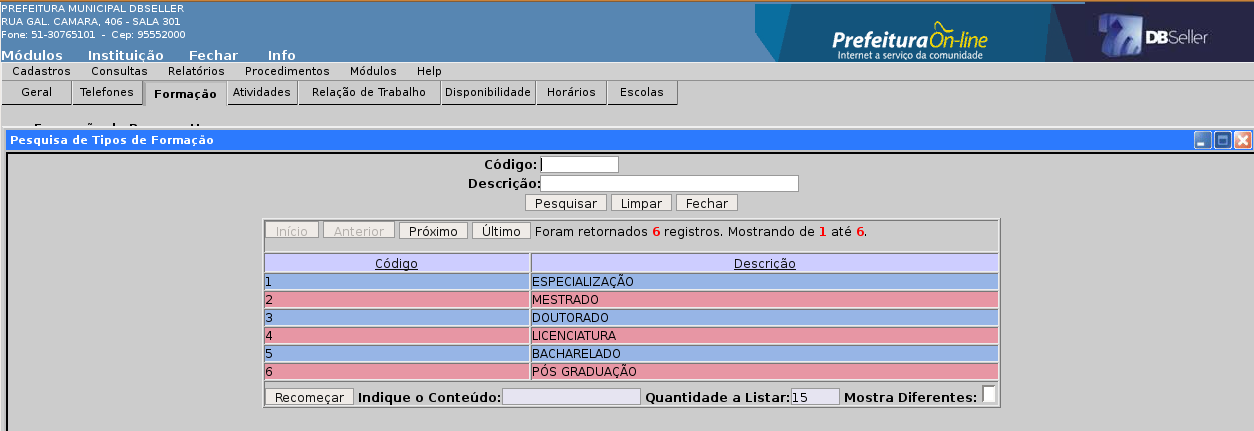 PREFEITURA MUNICIPAL DBSELLER
RUA GAL. CAMARA, 406 - SALA 301
Fone: 51-30765101 - Cep: 95552000
PrefeituraOn-line
Internet a serviço da comunidade
DBSeller
Módulos Instituição Fechar Info
Cadastros Consultas Relatórios Procedimentos Módulos Help
Geral Telefones Formação Atividades Relação de Trabalho Disponibilidade Horários Escolas
Pesquisa de Tipos de Formação
Código:
Descrição:
Pesquisar Limpar Fechar
Início Anterior Próximo Último Foram retornados 6 registros. Mostrando de 1 até 6.
Código Descrição
1 ESPECIALIZAÇÃO
2 MESTRADO
3 DOUTORADO
4 LICENCIATURA
5 BACHARELADO
6 PÓS GRADUAÇÃO
Recomeçar Indique o Conteúdo: Quantidade a Listar: 15 Mostra Diferentes: